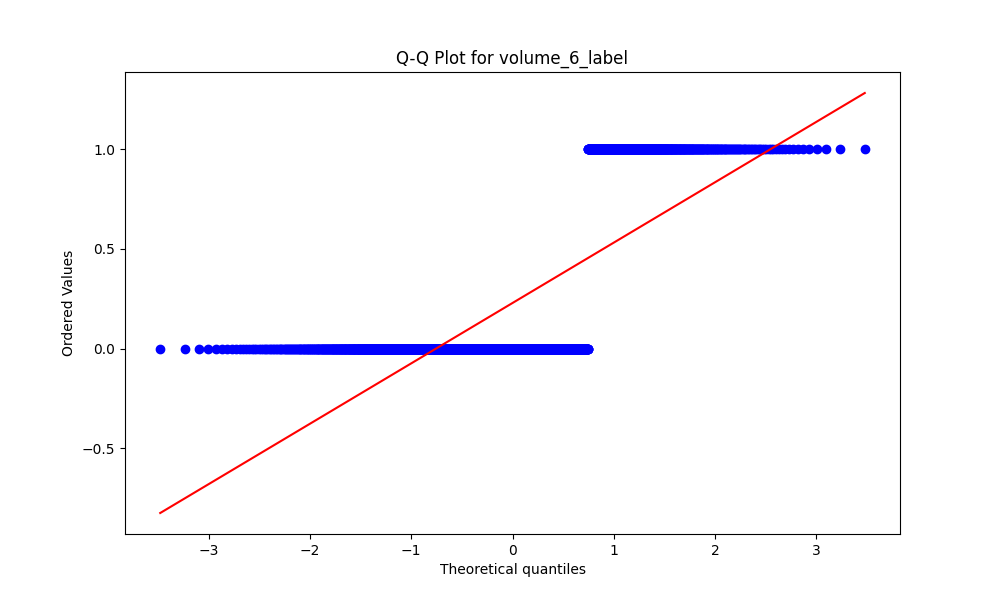 Q-Q Plot for volume_6_label
Ordered Values
1.0
0.5
0.0
−0.5
−3 −2 −1 0 1 2 3
Theoretical quantiles